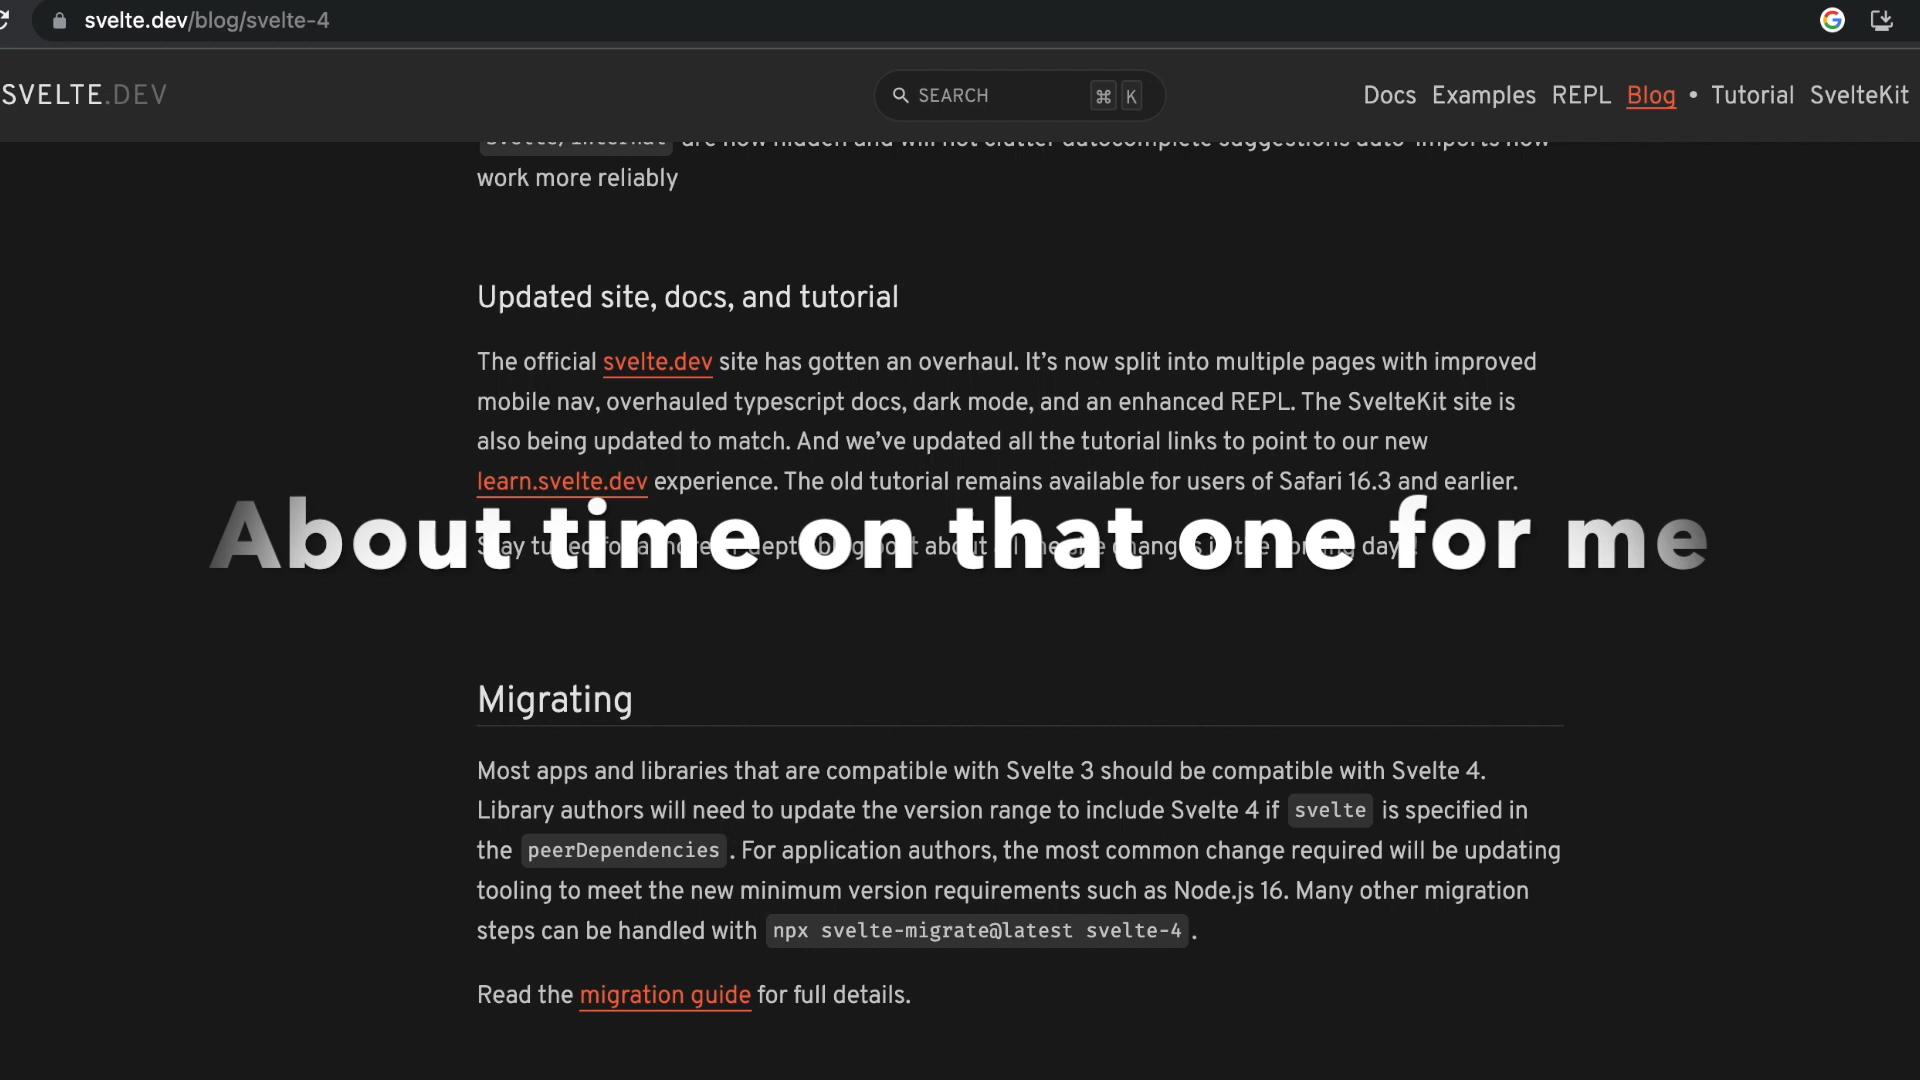 svelte.dev/blog/svelte-4
SVELTE.DEV
SEARCH ⌘ K
Docs Examples REPL Blog • Tutorial SvelteKit
svelte/internal are now hidden and will not clutter autocomplete suggestions auto-imports now
work more reliably
Updated site, docs, and tutorial
The official svelte.dev site has gotten an overhaul. It’s now split into multiple pages with improved
mobile nav, overhauled typescript docs, dark mode, and an enhanced REPL. The SvelteKit site is
also being updated to match. And we’ve updated all the tutorial links to point to our new
learn.svelte.dev experience. The old tutorial remains available for users of Safari 16.3 and earlier.
About time on that one for me
Stay tuned for a more in-depth blog post about all the site changes in the coming days!
Migrating
Most apps and libraries that are compatible with Svelte 3 should be compatible with Svelte 4.
Library authors will need to update the version range to include Svelte 4 if svelte is specified in
the peerDependencies. For application authors, the most common change required will be updating
tooling to meet the new minimum version requirements such as Node.js 16. Many other migration
steps can be handled with npx svelte-migrate@latest svelte-4.
Read the migration guide for full details.